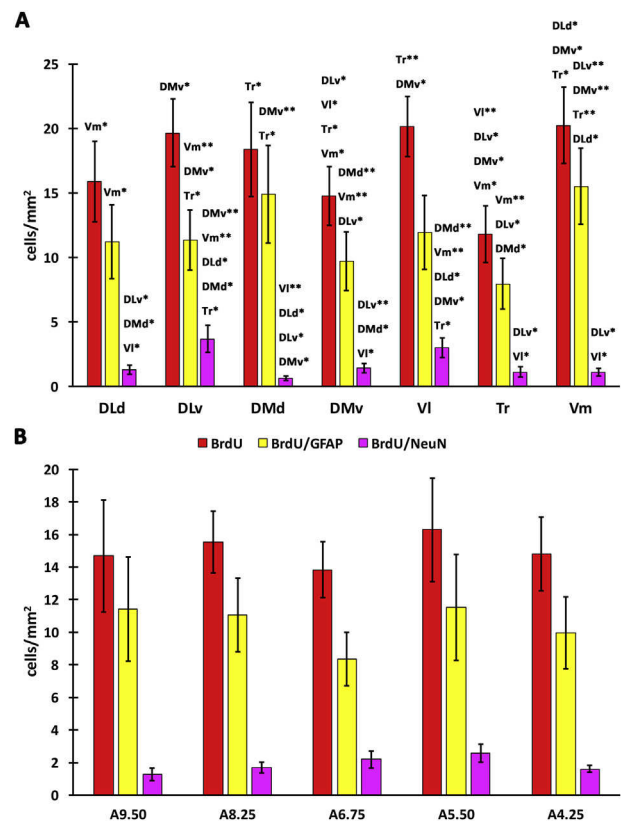 A
cells/mm²
25
20
15
10
5
0
Vm*
Vm*
DLv*
DMd*
Vl*
DMv*
Vm**
DMv*
Tr*
DMv**
Vm**
DLd*
DMd*
Tr*
Tr*
DMv**
Tr*
Vl**
DLd*
DLv*
DMv*
DLv*
Vl*
Tr*
Vm*
DMd**
Vm**
DLv*
DLv**
DMd*
Vl*
Tr**
DMv*
DMd**
Vm**
DLd*
DMv*
Tr*
Vl**
DLv*
DMv*
Vm*
Vm**
DLv*
DMd*
DLv*
Vl*
DLd*
DMv*
Tr*
DLv**
DMv**
Tr**
DLd*
DLv*
Vl*
DLd DLv DMd DMv Vl Tr Vm
B
BrdU BrdU/GFAP BrdU/NeuN
cells/mm²
20
18
16
14
12
10
8
6
4
2
0
A9.50 A8.25 A6.75 A5.50 A4.25